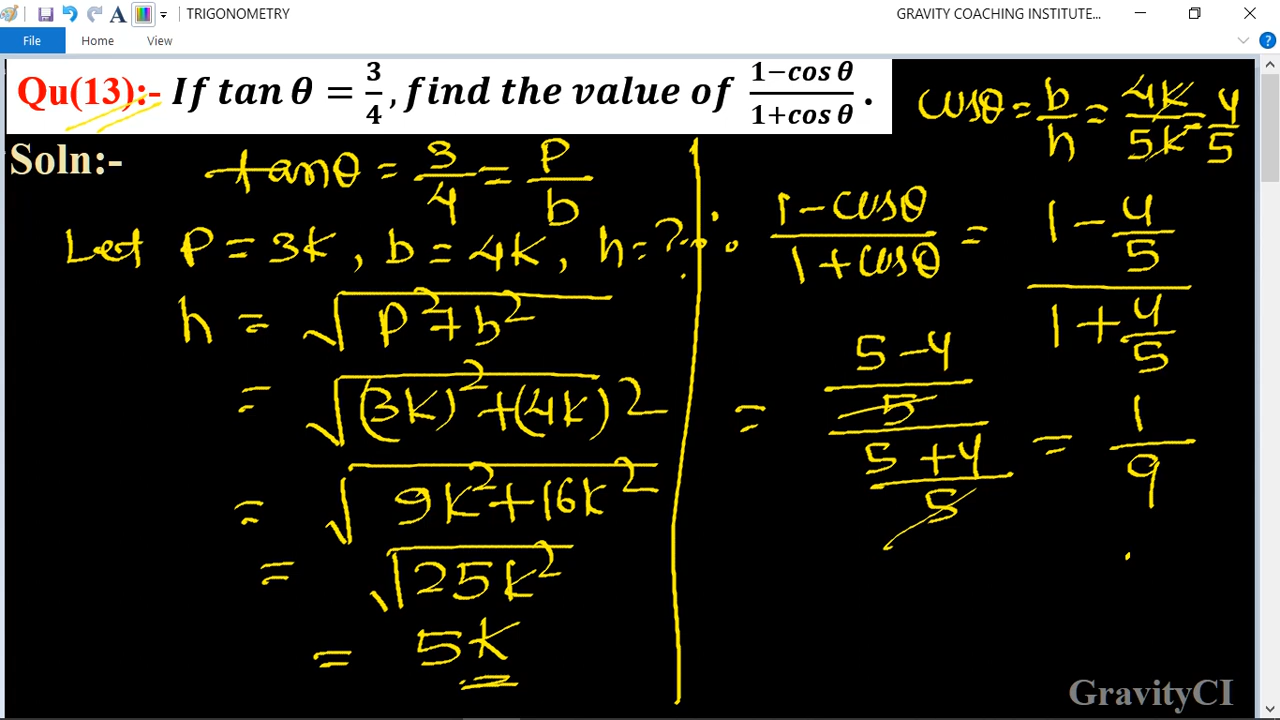 TRIGONOMETRY
GRAVITY COACHING INSTITUTE...
File Home View
Qu(13):- If tan θ = 3/4, find the value of (1−cos θ)/(1+cos θ).
Soln:-
tanθ = 3/4 = P/b
Let P = 3K, b = 4K, h = ?
h = √(P²+b²)
= √((3K)²+(4K)²)
= √(9K²+16K²)
= √(25K²)
= 5K
cosθ = b/h = 4K/5K = 4/5
∴ (1-cosθ)/(1+cosθ) = (1 - 4/5)/(1 + 4/5)
= ((5-4)/5)/((5+4)/5) = 1/9
GravityCI